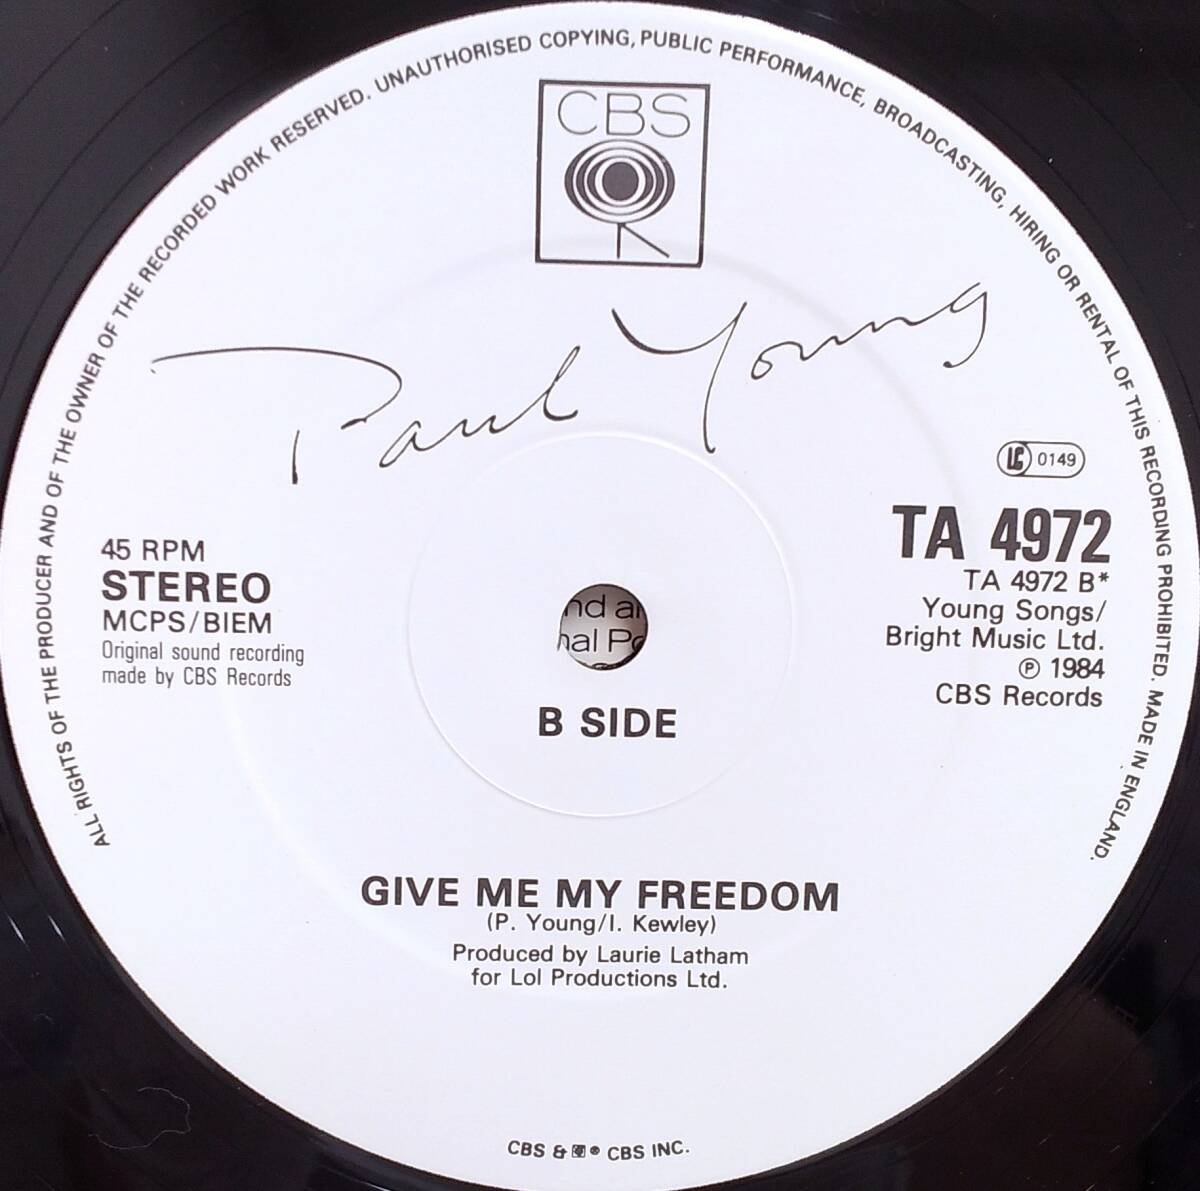 ALL RIGHTS OF THE PRODUCER AND OF THE OWNER OF THE RECORDED WORK RESERVED. UNAUTHORISED COPYING, PUBLIC PERFORMANCE, BROADCASTING, HIRING OR RENTAL OF THIS RECORDING PROHIBITED. MADE IN ENGLAND.
CBS
Paul Young
LC 0149
45 RPM
STEREO
MCPS/BIEM
Original sound recording
made by CBS Records
TA 4972
TA 4972 B*
Young Songs/
Bright Music Ltd.
℗ 1984
CBS Records
B SIDE
GIVE ME MY FREEDOM
(P. Young/I. Kewley)
Produced by Laurie Latham
for Lol Productions Ltd.
CBS & ® CBS INC.